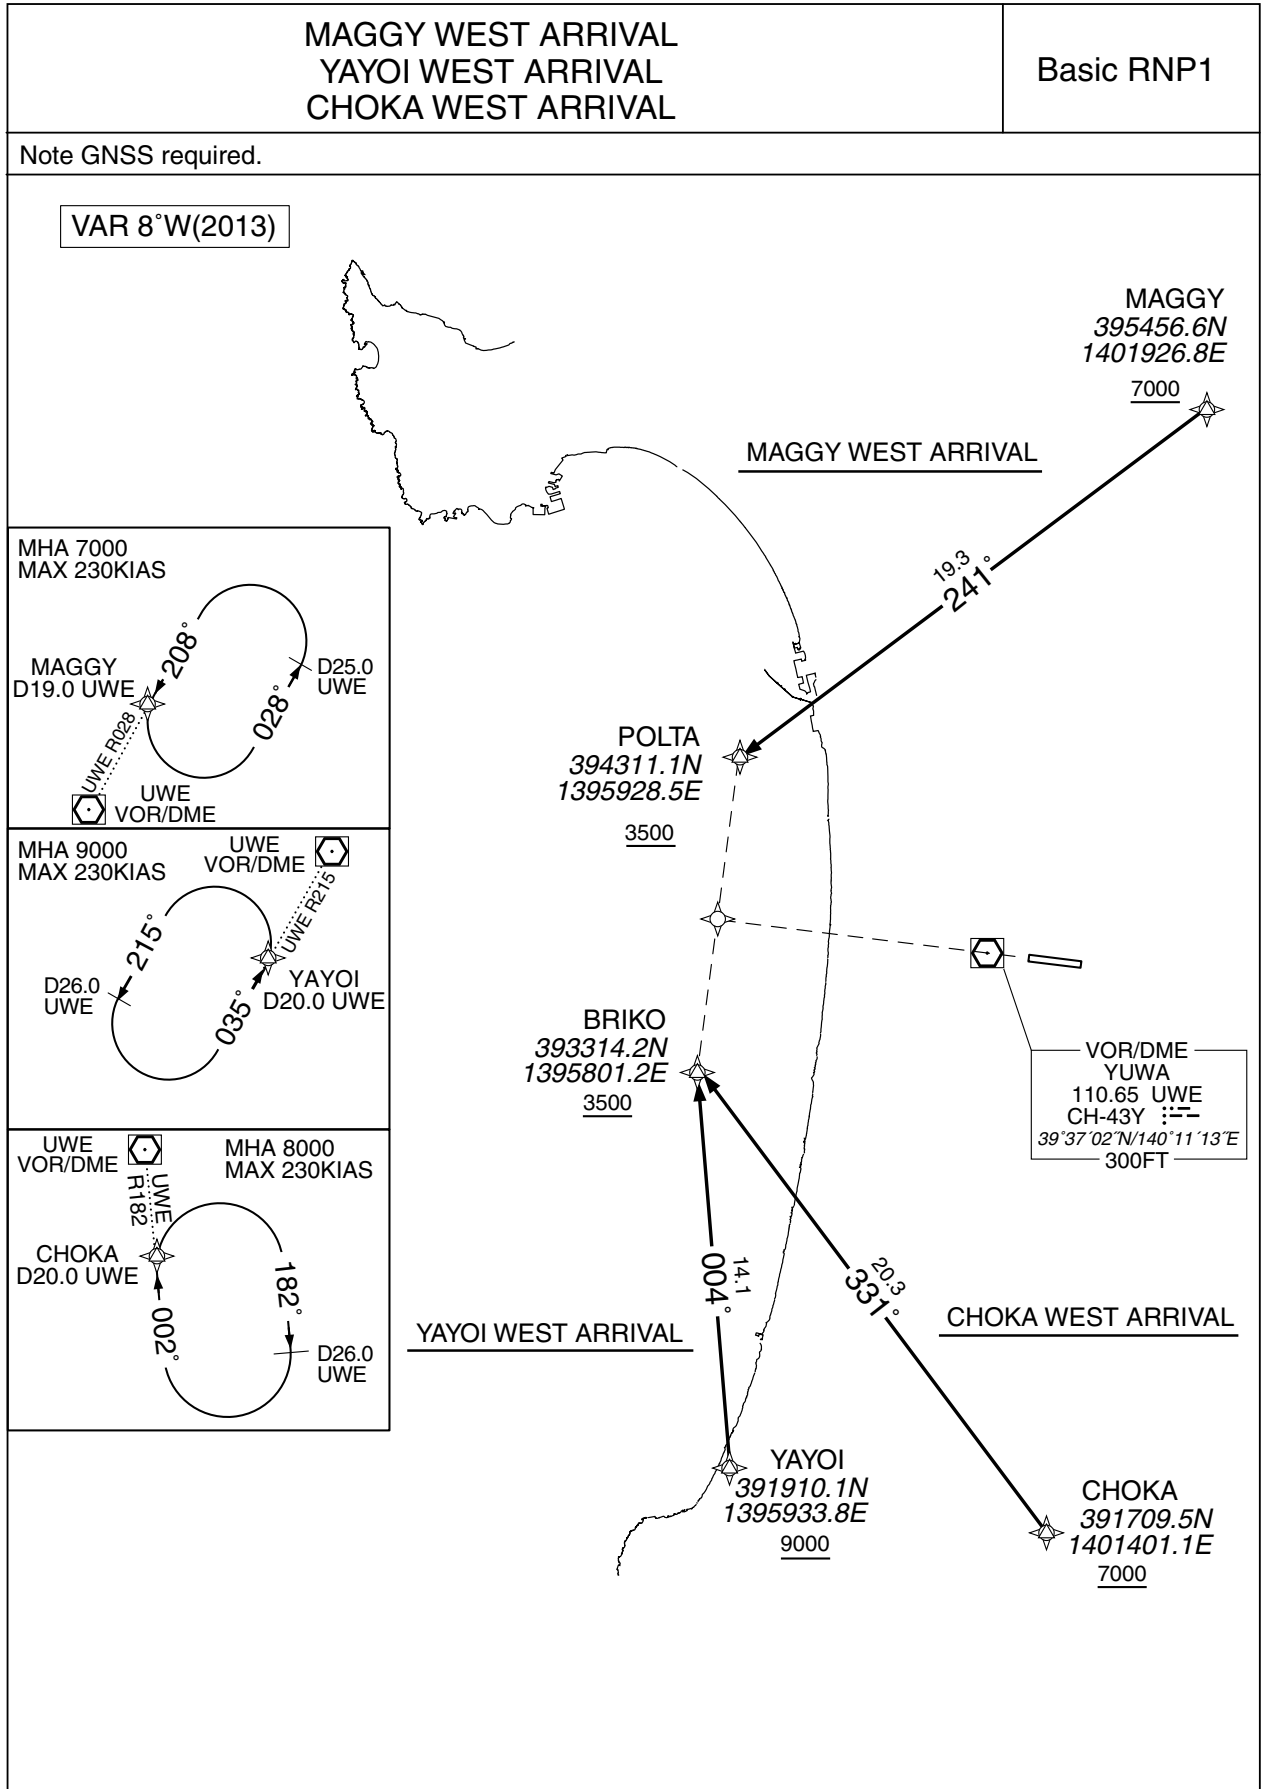 MAGGY WEST ARRIVAL
YAYOI WEST ARRIVAL
CHOKA WEST ARRIVAL
Basic RNP1
Note GNSS required.
VAR 8˚W(2013)
MAGGY
395456.6N
1401926.8E
7000
MAGGY WEST ARRIVAL
19.3
241˚
MHA 7000
MAX 230KIAS
208˚
MAGGY
D19.0 UWE
D25.0
UWE
028˚
UWE R028
UWE
VOR/DME
POLTA
394311.1N
1395928.5E
3500
MHA 9000
MAX 230KIAS
UWE
VOR/DME
UWE R215
215˚
D26.0
UWE
YAYOI
D20.0 UWE
035˚
BRIKO
393314.2N
1395801.2E
3500
VOR/DME
YUWA
110.65 UWE
CH-43Y
39˚37´02˝N/140˚11´13˝E
300FT
UWE
VOR/DME
MHA 8000
MAX 230KIAS
UWE
R182
CHOKA
D20.0 UWE
182˚
002˚
D26.0
UWE
14.1
004˚
20.3
331˚
YAYOI WEST ARRIVAL
CHOKA WEST ARRIVAL
YAYOI
391910.1N
1395933.8E
9000
CHOKA
391709.5N
1401401.1E
7000